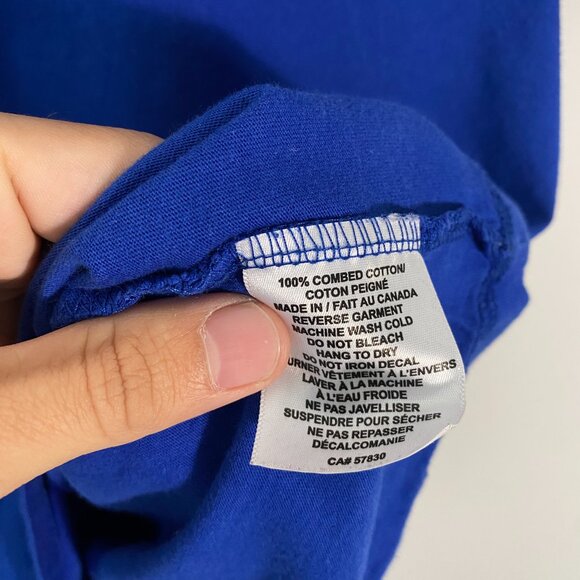 100% COMBED COTTON/
COTON PEIGNÉ
MADE IN / FAIT AU CANADA
REVERSE GARMENT
MACHINE WASH COLD
DO NOT BLEACH
HANG TO DRY
DO NOT IRON DECAL
URNER VÊTEMENT À L'ENVERS
LAVER À LA MACHINE
À L'EAU FROIDE
NE PAS JAVELLISER
SUSPENDRE POUR SÉCHER
NE PAS REPASSER
DÉCALCOMANIE
CA# 57830